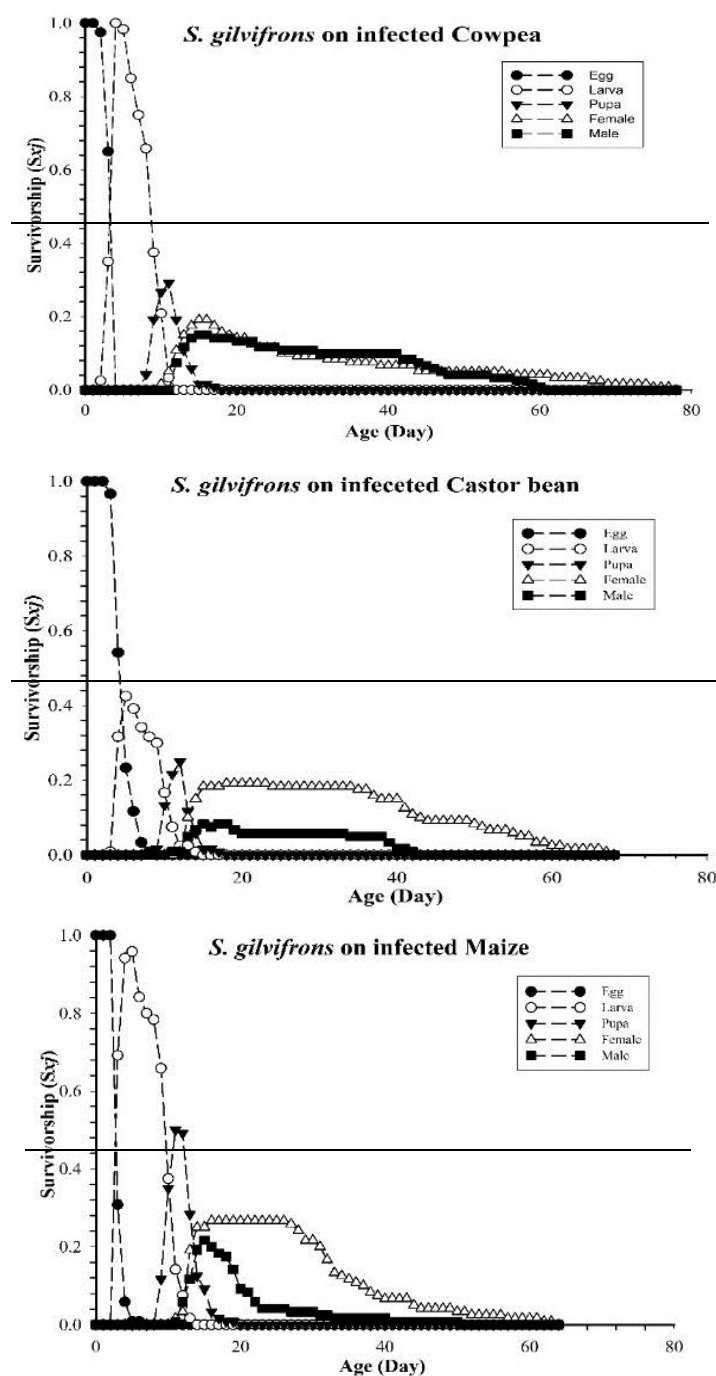 S. gilvifrons on infected Cowpea
Egg
Larva
Pupa
Female
Male
Survivorship (Sxj)
1.0
0.8
0.6
0.4
0.2
0.0
0
20
40
60
80
Age (Day)
S. gilvifrons on infeceted Castor bean
Egg
Larva
Pupa
Female
Male
Survivorship (Sxj)
1.0
0.8
0.6
0.4
0.2
0.0
0
20
40
60
80
Age (Day)
S. gilvifrons on infected Maize
Egg
Larva
Pupa
Female
Male
Survivorship (Sxj)
1.0
0.8
0.6
0.4
0.2
0.0
0
20
40
60
80
Age (Day)